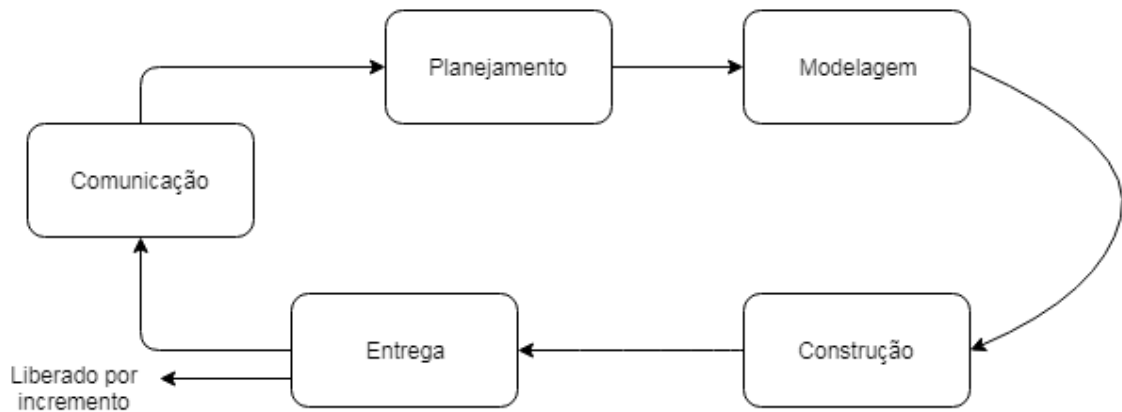 Planejamento
Modelagem
Comunicação
Entrega
Construção
Liberado por
incremento